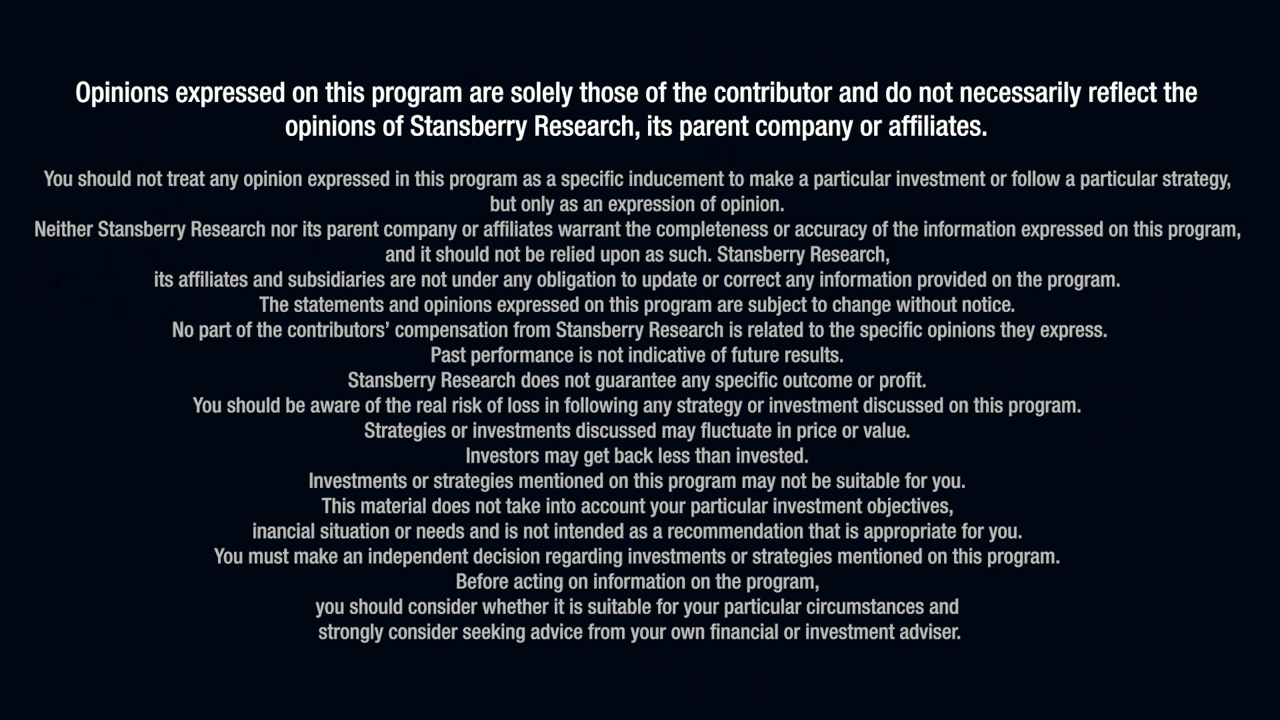 Opinions expressed on this program are solely those of the contributor and do not necessarily reflect the
opinions of Stansberry Research, its parent company or affiliates.
You should not treat any opinion expressed in this program as a specific inducement to make a particular investment or follow a particular strategy,
but only as an expression of opinion.
Neither Stansberry Research nor its parent company or affiliates warrant the completeness or accuracy of the information expressed on this program,
and it should not be relied upon as such. Stansberry Research,
its affiliates and subsidiaries are not under any obligation to update or correct any information provided on the program.
The statements and opinions expressed on this program are subject to change without notice.
No part of the contributors’ compensation from Stansberry Research is related to the specific opinions they express.
Past performance is not indicative of future results.
Stansberry Research does not guarantee any specific outcome or profit.
You should be aware of the real risk of loss in following any strategy or investment discussed on this program.
Strategies or investments discussed may fluctuate in price or value.
Investors may get back less than invested.
Investments or strategies mentioned on this program may not be suitable for you.
This material does not take into account your particular investment objectives,
inancial situation or needs and is not intended as a recommendation that is appropriate for you.
You must make an independent decision regarding investments or strategies mentioned on this program.
Before acting on information on the program,
you should consider whether it is suitable for your particular circumstances and
strongly consider seeking advice from your own financial or investment adviser.